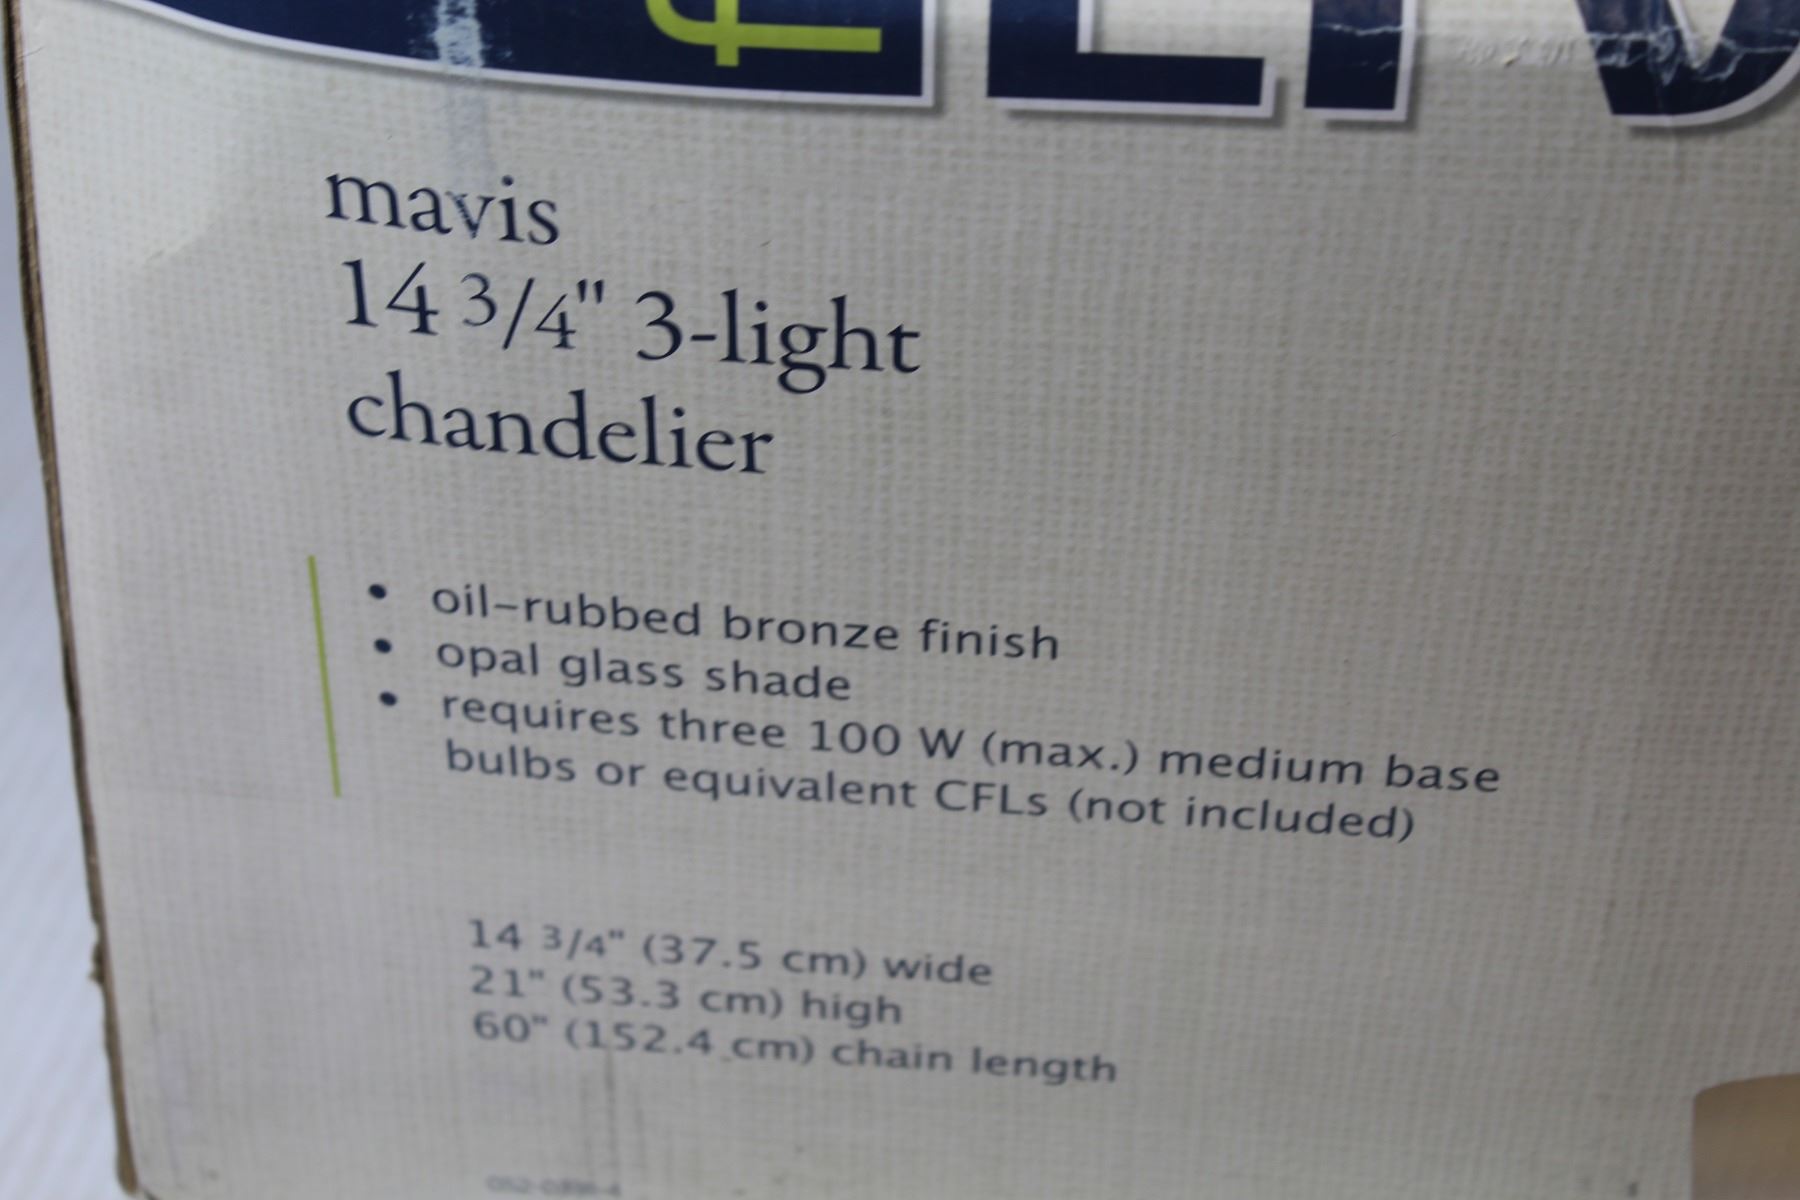 mavis
14 3/4" 3-light
chandelier
• oil-rubbed bronze finish
• opal glass shade
• requires three 100 W (max.) medium base
bulbs or equivalent CFLs (not included)
14 3/4" (37.5 cm) wide
21" (53.3 cm) high
60" (152.4 cm) chain length